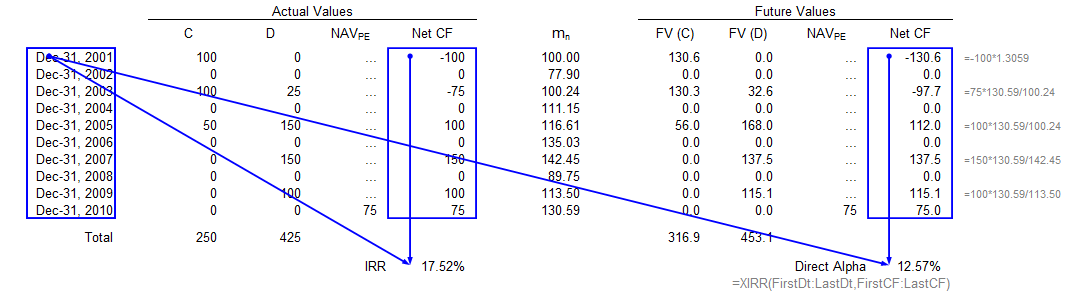 Actual Values Future Values
C D NAVPE Net CF mn FV (C) FV (D) NAVPE Net CF
Dec-31, 2001 100 0 ... -100 100.00 130.6 0.0 ... -130.6 =-100*1.3059
Dec-31, 2002 0 0 ... 0 77.90 0.0 0.0 ... 0.0
Dec-31, 2003 100 25 ... -75 100.24 130.3 32.6 ... -97.7 =75*130.59/100.24
Dec-31, 2004 0 0 ... 0 111.15 0.0 0.0 ... 0.0
Dec-31, 2005 50 150 ... 100 116.61 56.0 168.0 ... 112.0 =100*130.59/100.24
Dec-31, 2006 0 0 ... 0 135.03 0.0 0.0 ... 0.0
Dec-31, 2007 0 150 ... 150 142.45 0.0 137.5 ... 137.5 =150*130.59/142.45
Dec-31, 2008 0 0 ... 0 89.75 0.0 0.0 ... 0.0
Dec-31, 2009 0 100 ... 100 113.50 0.0 115.1 ... 115.1 =100*130.59/113.50
Dec-31, 2010 0 0 75 75 130.59 0.0 0.0 75 75.0
Total 250 425 316.9 453.1
IRR 17.52% Direct Alpha 12.57%
=XIRR(FirstDt:LastDt,FirstCF:LastCF)